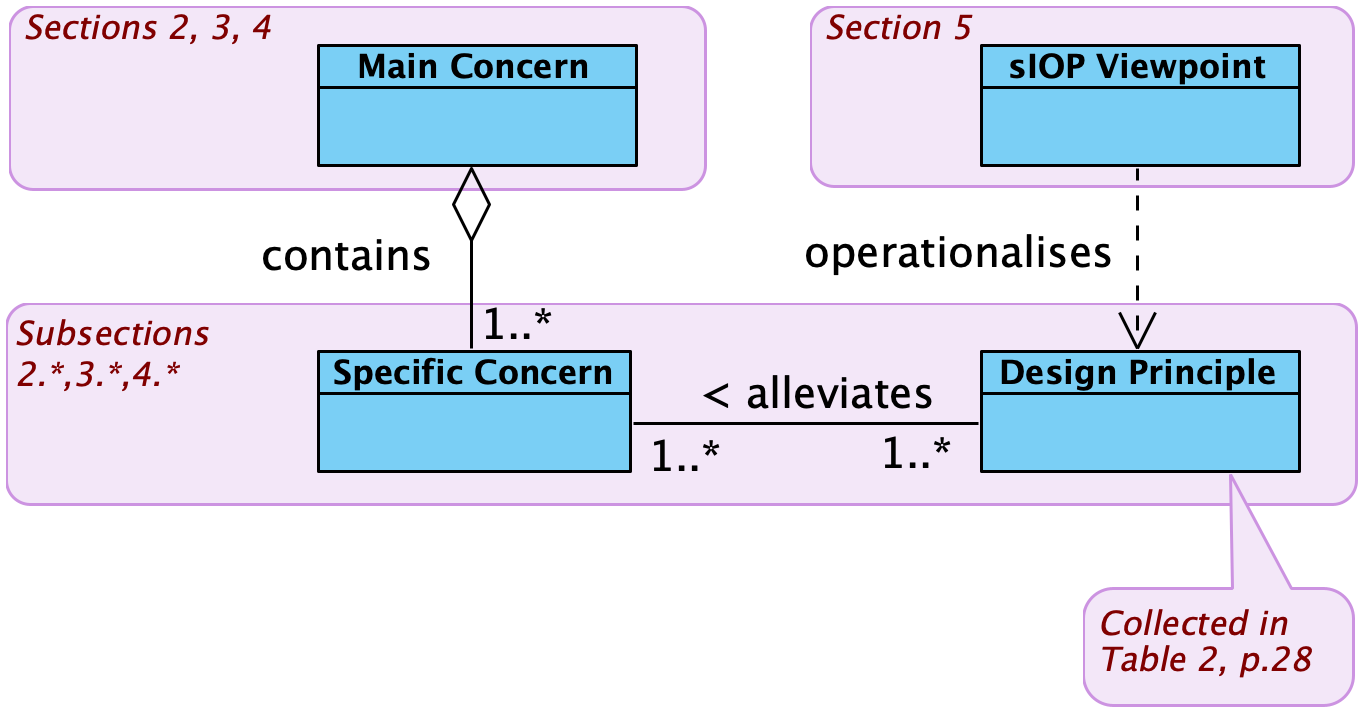 Sections 2, 3, 4
Main Concern
Section 5
sIOP Viewpoint
contains
1..*
operationalises
Subsections
2.*,3.*,4.*
Specific Concern
< alleviates
1..*
1..*
Design Principle
Collected in
Table 2, p.28